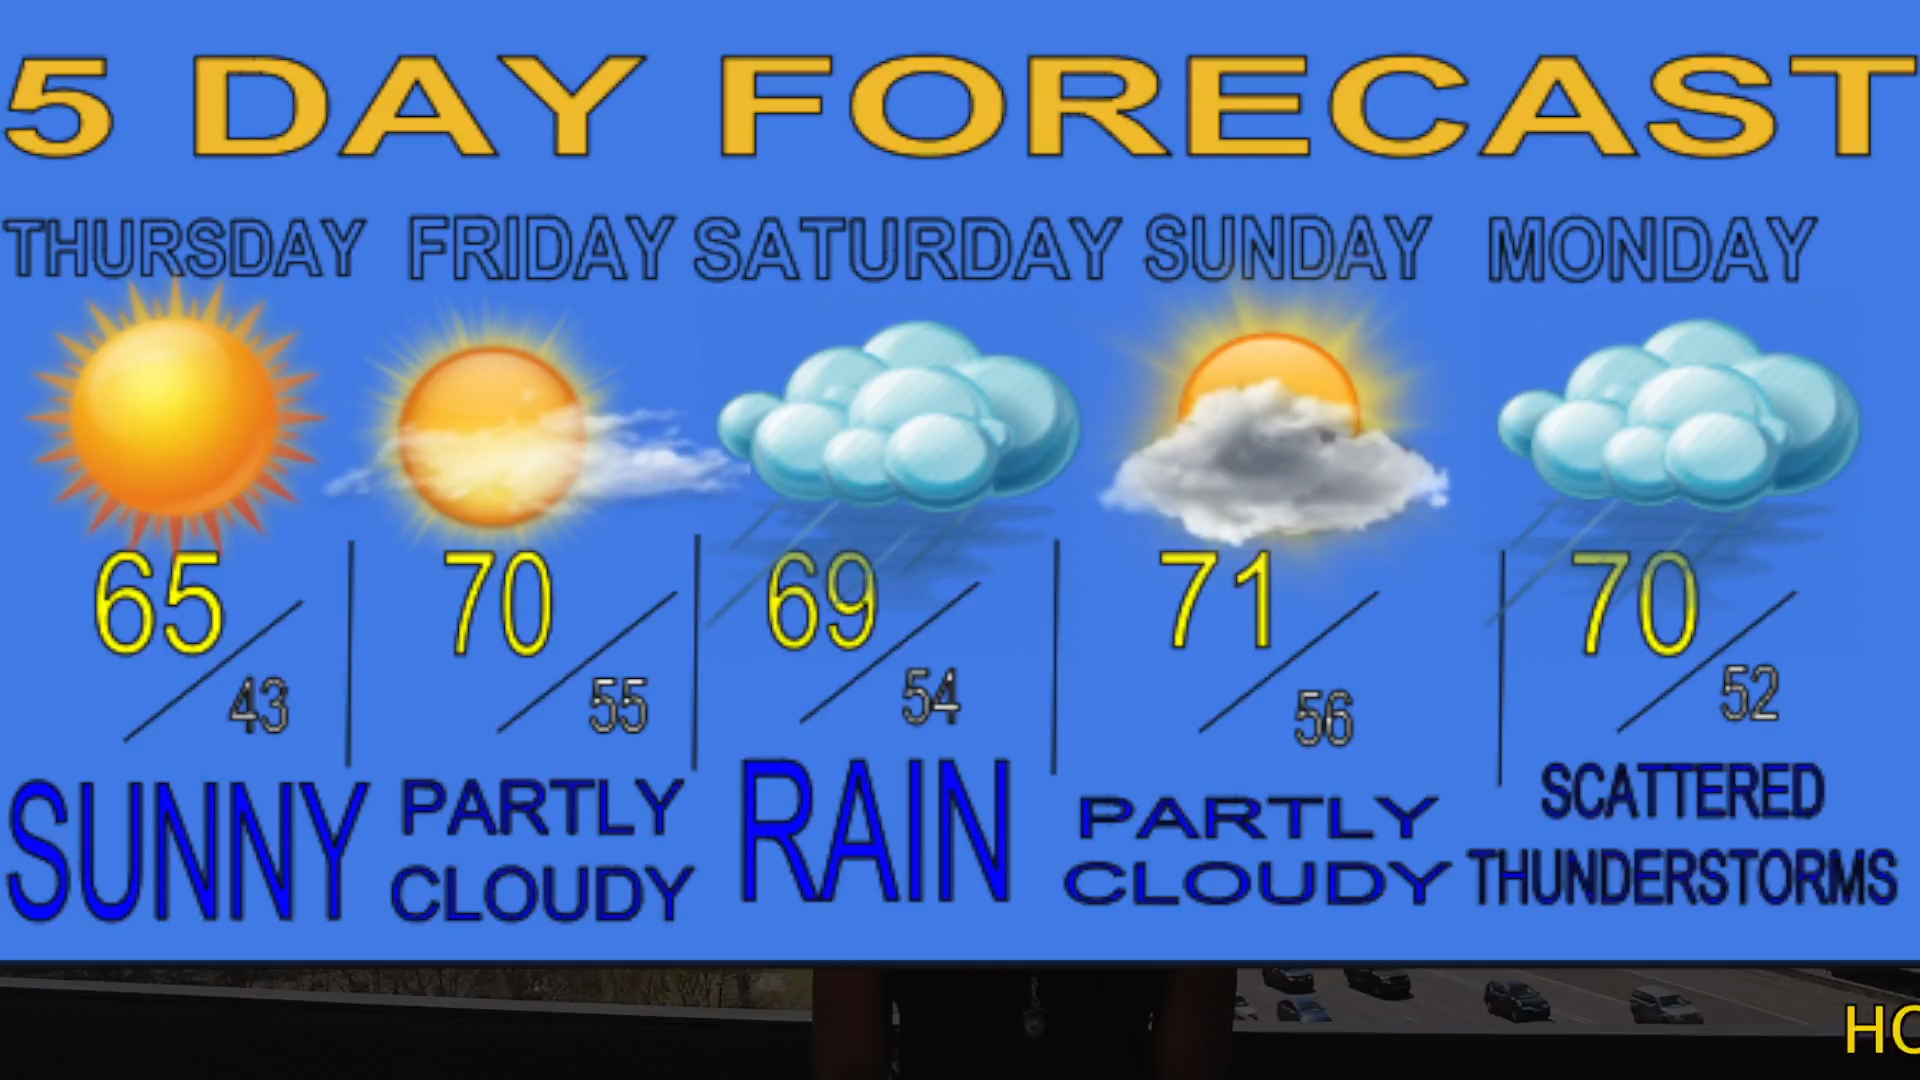 5 DAY FORECAST
THURSDAY FRIDAY SATURDAY SUNDAY MONDAY
65 70 69 71 70
43 55 54 56 52
SUNNY PARTLY CLOUDY RAIN PARTLY CLOUDY SCATTERED THUNDERSTORMS
HO